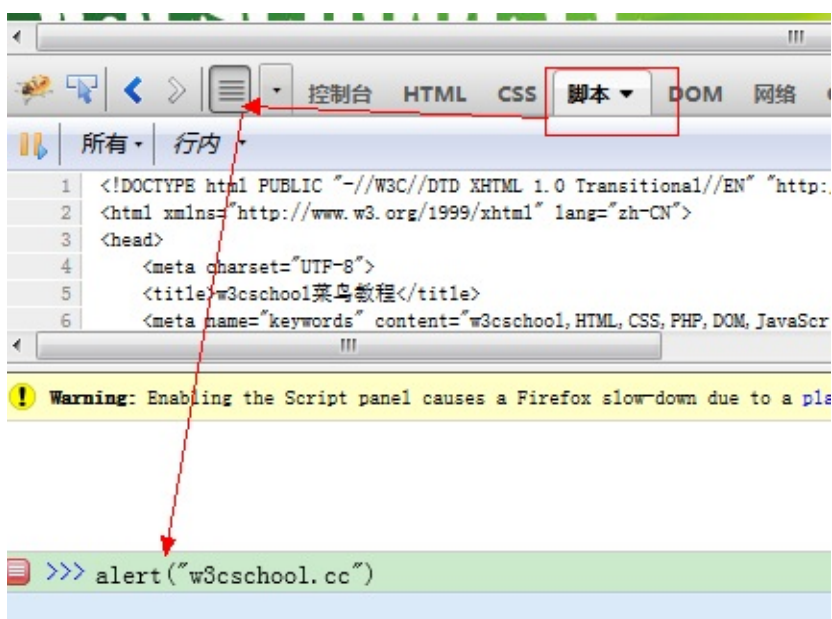 控制台 HTML CSS 脚本 DOM 网络
所有 行内
1 <!DOCTYPE html PUBLIC "-//W3C//DTD XHTML 1.0 Transitional//EN" "http:
2 <html xmlns="http://www.w3.org/1999/xhtml" lang="zh-CN">
3 <head>
4 <meta charset="UTF-8">
5 <title>w3cschool菜鸟教程</title>
6 <meta name="keywords" content="w3cschool,HTML,CSS,PHP,DOM,JavaScr
Warning: Enabling the Script panel causes a Firefox slow-down due to a pla
>>> alert("w3cschool.cc")